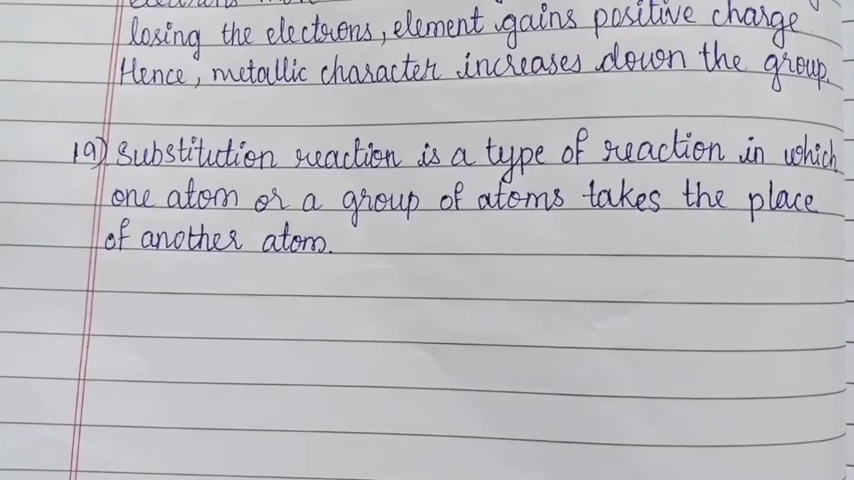 losing the electrons, element gains positive charge
Hence, metallic character increases down the group.
19) Substitution reaction is a type of reaction in which
one atom or a group of atoms takes the place
of another atom.